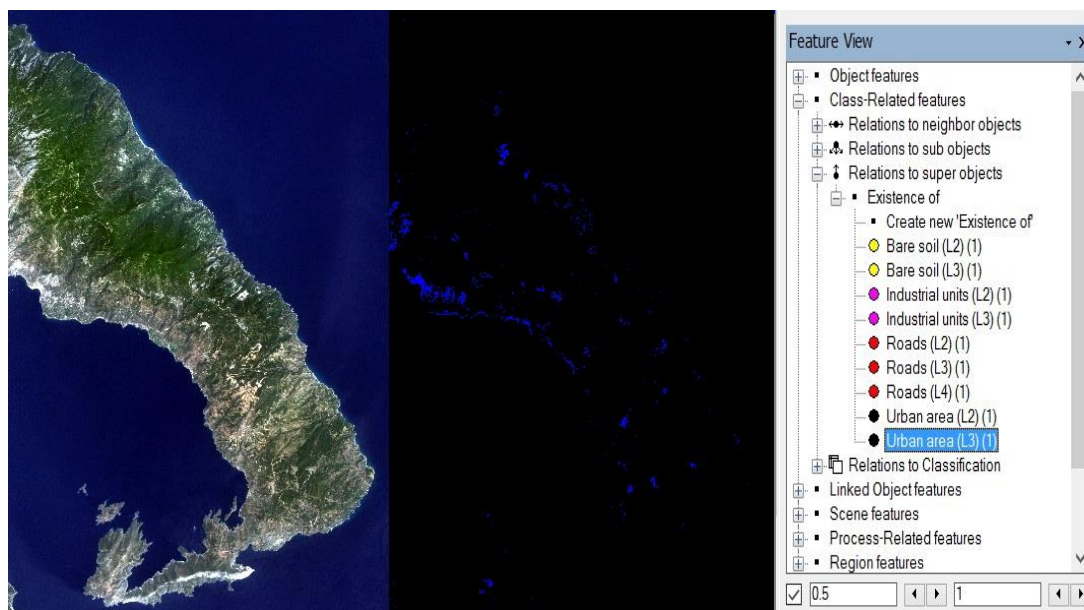 Feature View
Object features
Class-Related features
Relations to neighbor objects
Relations to sub objects
Relations to super objects
Existence of
Create new 'Existence of'
Bare soil (L2) (1)
Bare soil (L3) (1)
Industrial units (L2) (1)
Industrial units (L3) (1)
Roads (L2) (1)
Roads (L3) (1)
Roads (L4) (1)
Urban area (L2) (1)
Urban area (L3) (1)
Relations to Classification
Linked Object features
Scene features
Process-Related features
Region features
0.5 1